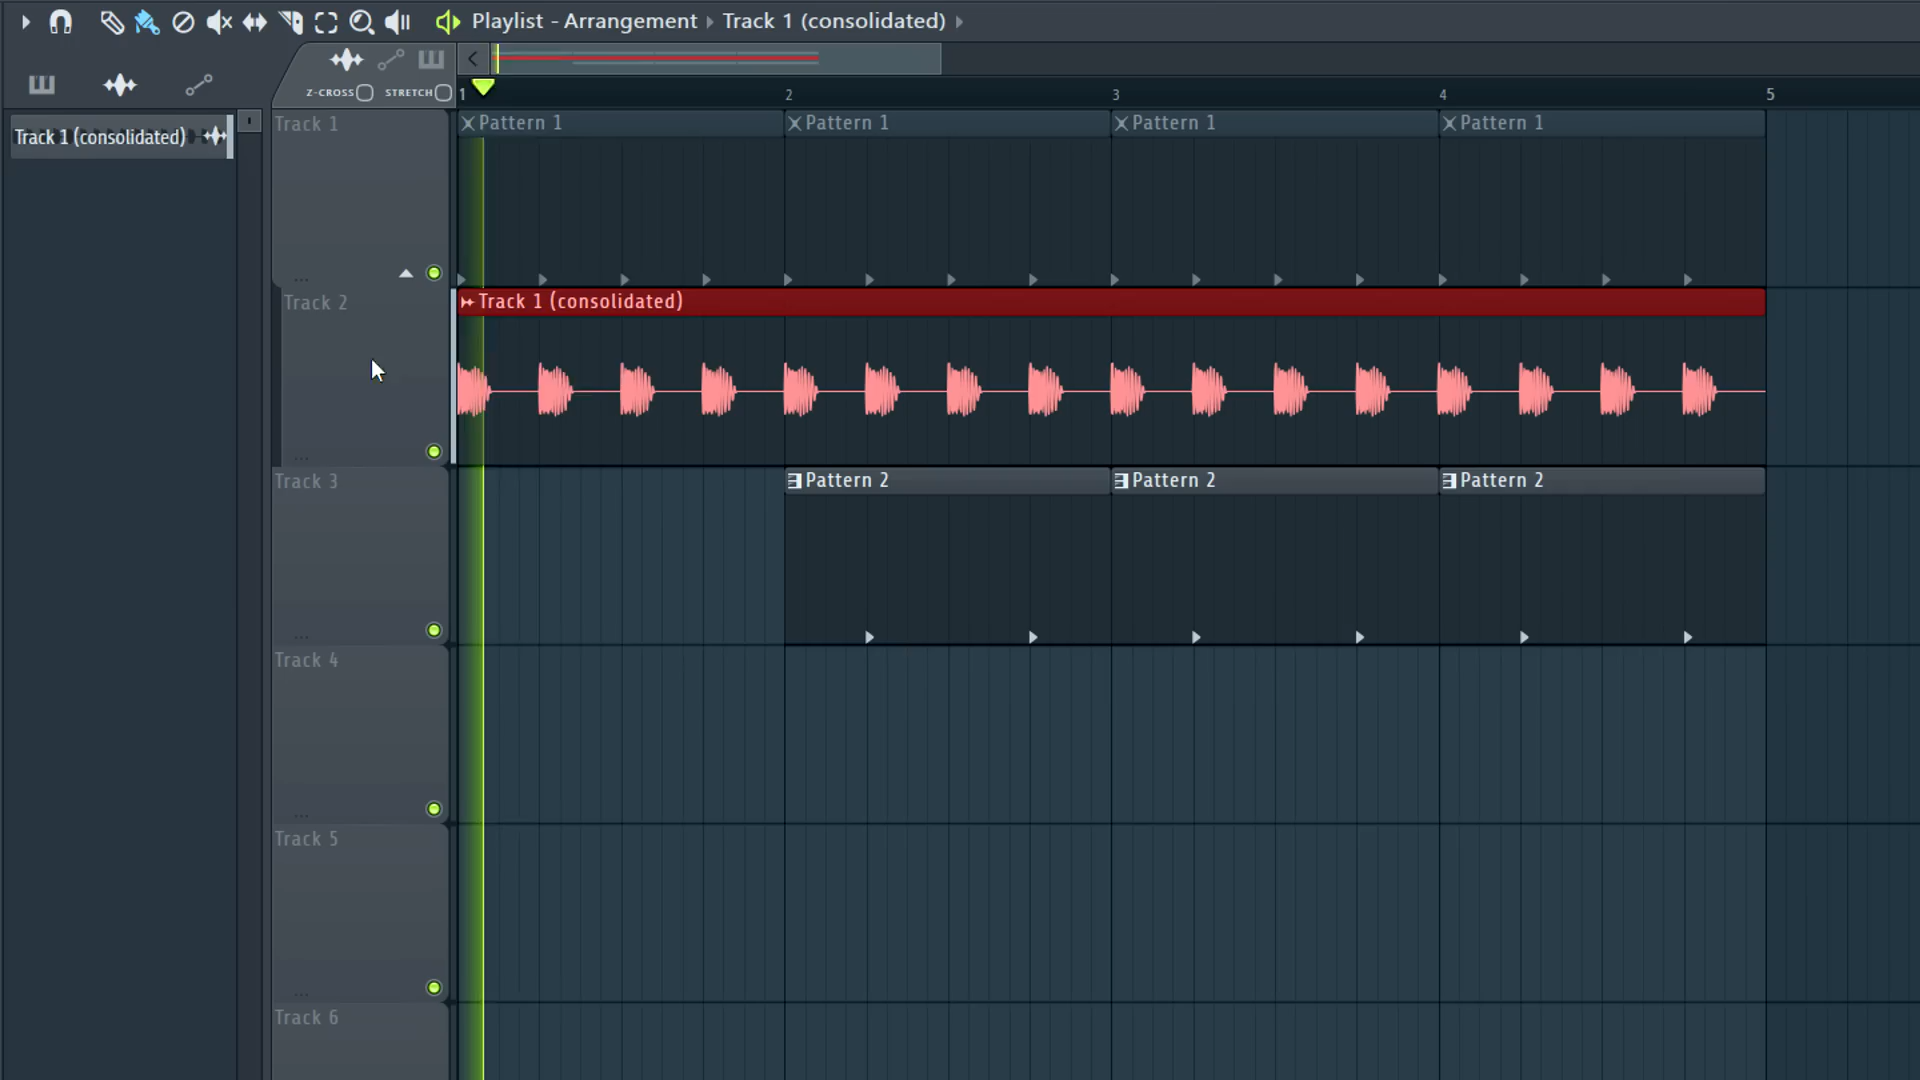 Playlist - Arrangement Track 1 (consolidated)
Z-CROSS STRETCH
1 2 3 4 5
Track 1 (consolidated)
Track 1
Pattern 1 Pattern 1 Pattern 1 Pattern 1
Track 2
Track 1 (consolidated)
Track 3
Pattern 2 Pattern 2 Pattern 2
Track 4
Track 5
Track 6